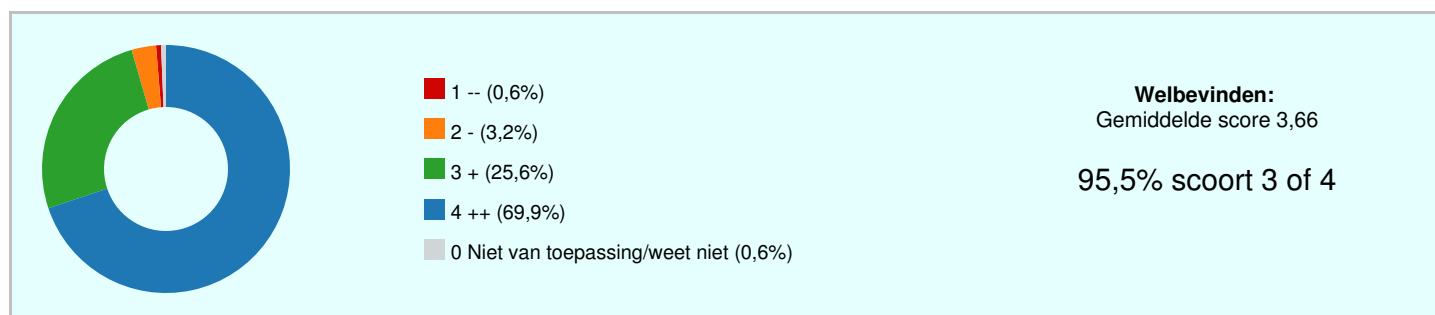 1 -- (0,6%)
2 - (3,2%)
3 + (25,6%)
4 ++ (69,9%)
0 Niet van toepassing/weet niet (0,6%)
Welbevinden:
Gemiddelde score 3,66
95,5% scoort 3 of 4